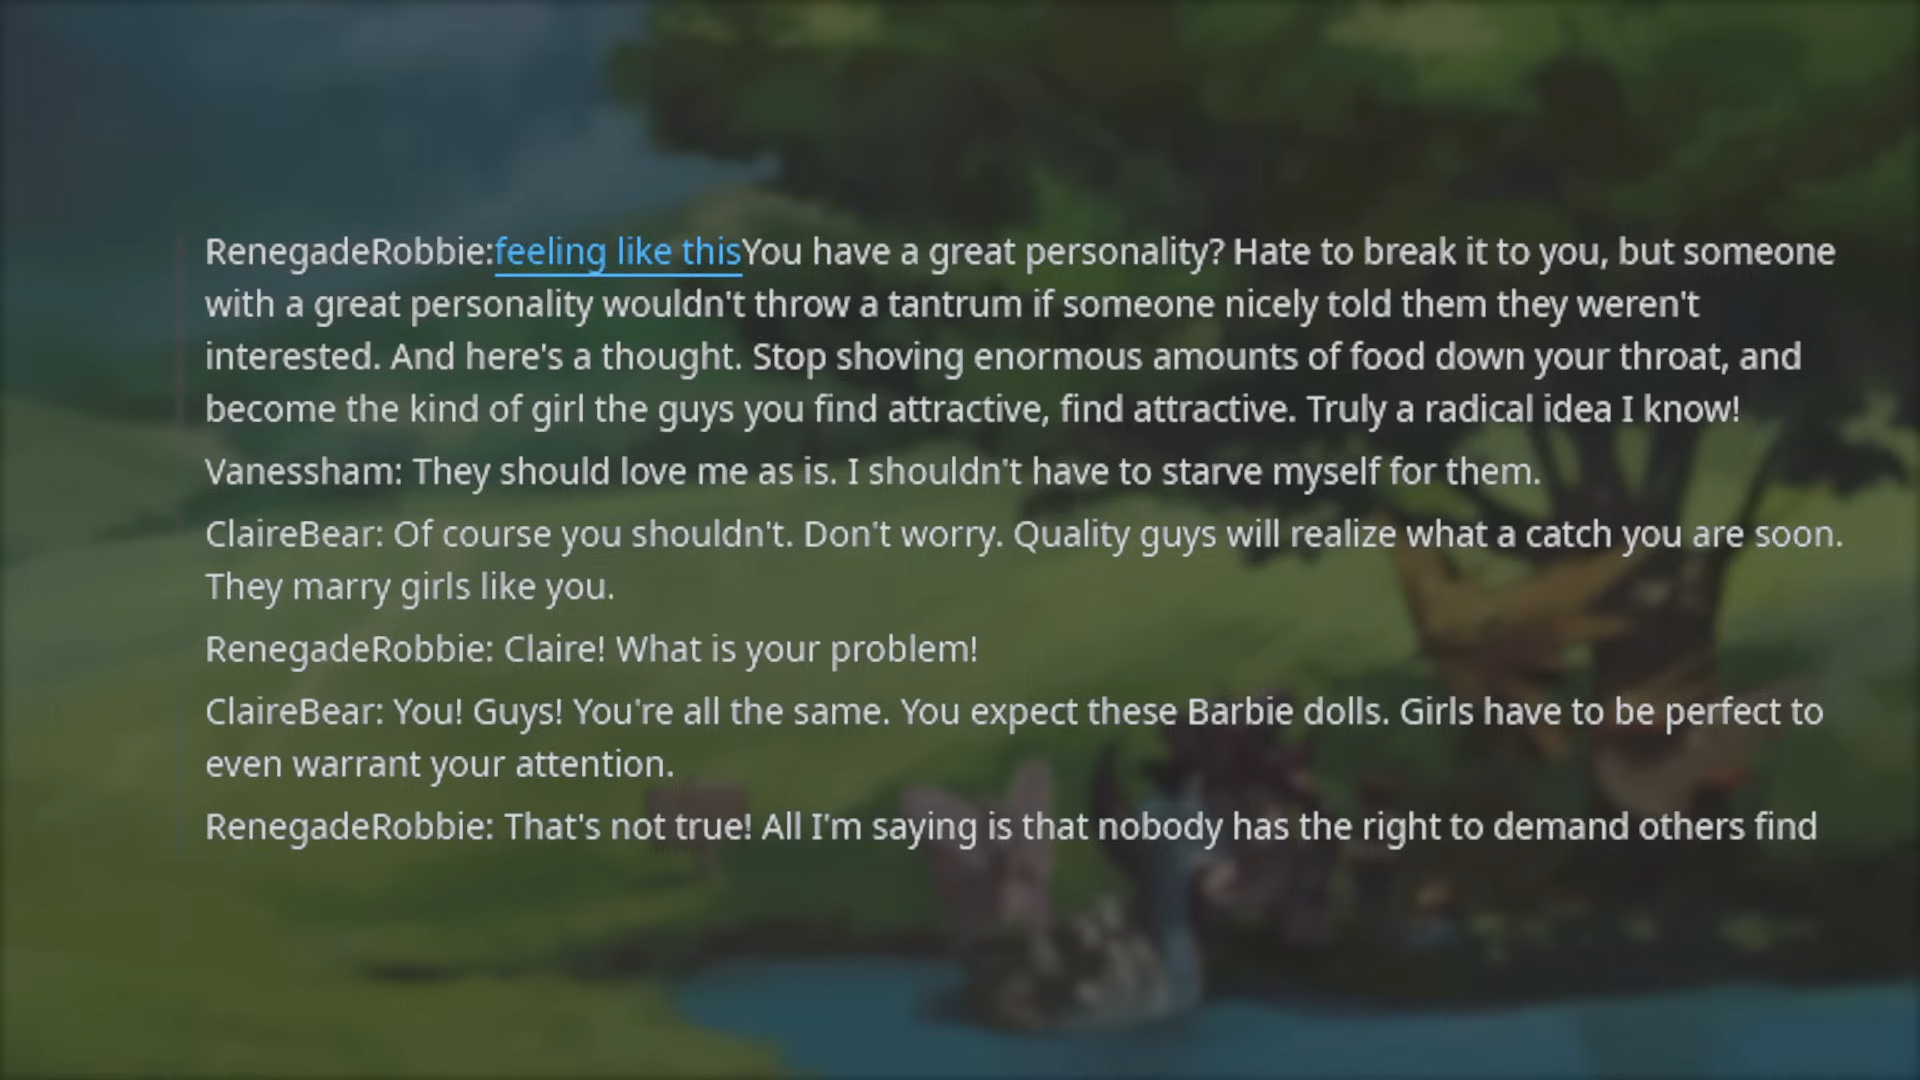 RenegadeRobbie:feeling like thisYou have a great personality? Hate to break it to you, but someone
with a great personality wouldn't throw a tantrum if someone nicely told them they weren't
interested. And here's a thought. Stop shoving enormous amounts of food down your throat, and
become the kind of girl the guys you find attractive, find attractive. Truly a radical idea I know!
Vanessham: They should love me as is. I shouldn't have to starve myself for them.
ClaireBear: Of course you shouldn't. Don't worry. Quality guys will realize what a catch you are soon.
They marry girls like you.
RenegadeRobbie: Claire! What is your problem!
ClaireBear: You! Guys! You're all the same. You expect these Barbie dolls. Girls have to be perfect to
even warrant your attention.
RenegadeRobbie: That's not true! All I'm saying is that nobody has the right to demand others find